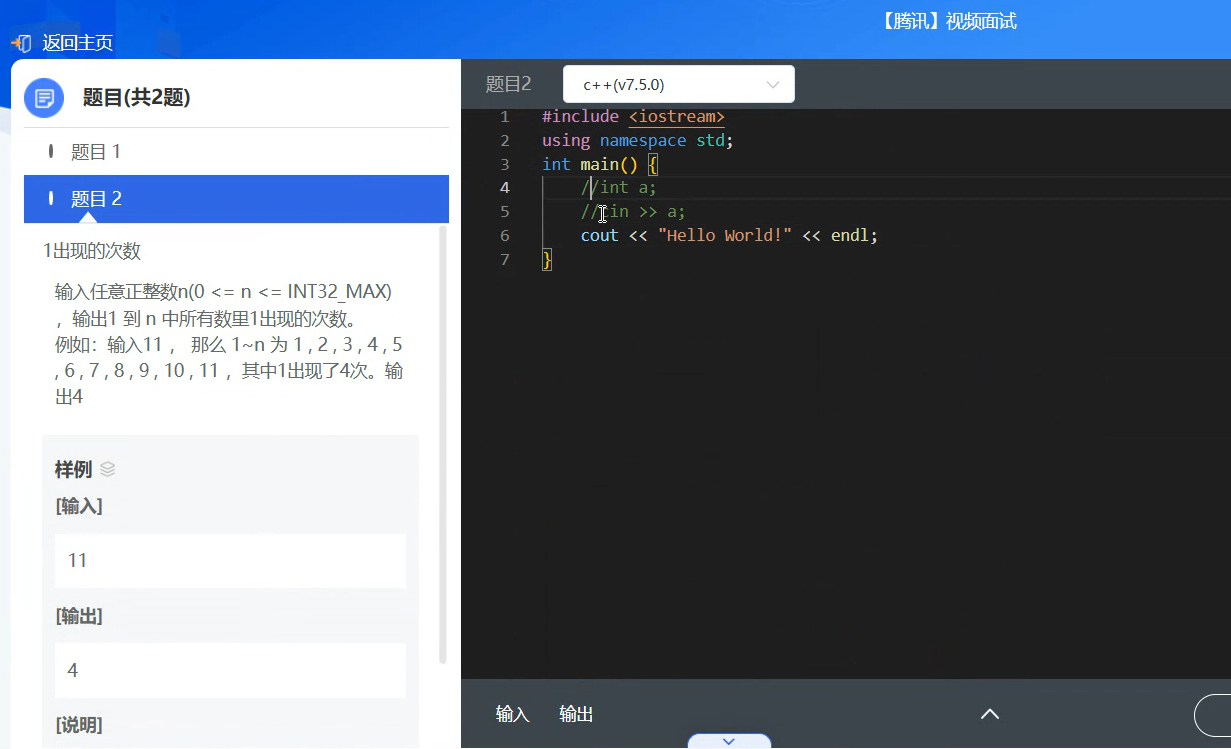 【腾讯】视频面试
返回主页
题目(共2题)
题目 1
题目 2
1出现的次数
输入任意正整数n(0 <= n <= INT32_MAX)
，输出1 到 n 中所有数里1出现的次数。
例如：输入11， 那么 1~n 为 1 , 2 , 3 , 4 , 5
, 6 , 7 , 8 , 9 , 10 , 11 ，其中1出现了4次。输
出4
样例
[输入]
11
[输出]
4
[说明]
题目2
c++(v7.5.0)
1 #include <iostream>
2 using namespace std;
3 int main() {
4 //int a;
5 //cin >> a;
6 cout << "Hello World!" << endl;
7 }
输入 输出